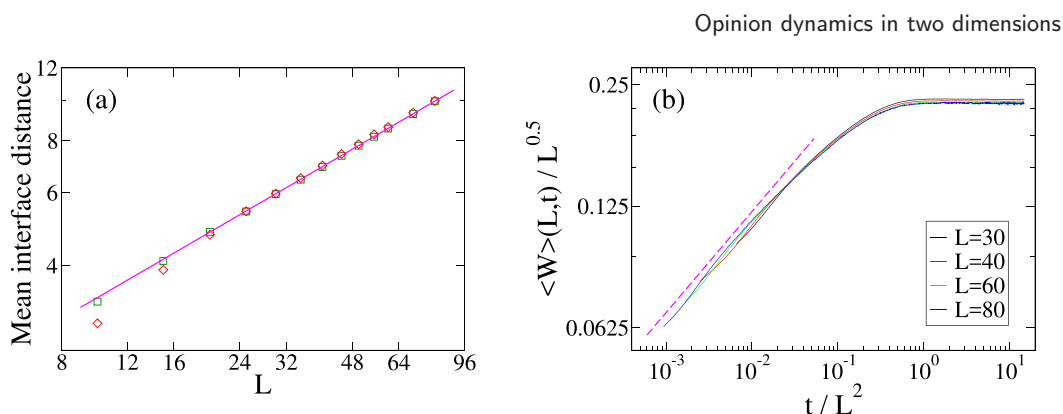 Opinion dynamics in two dimensions
(a)
Mean interface distance
12
8
6
4
8 12 16 24 32 48 64 96
L
(b)
<W>(L,t) / L^0.5
0.25
0.125
0.0625
L=30
L=40
L=60
L=80
10^-3 10^-2 10^-1 10^0 10^1
t / L^2